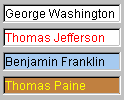 George Washington
Thomas Jefferson
Benjamin Franklin
Thomas Paine